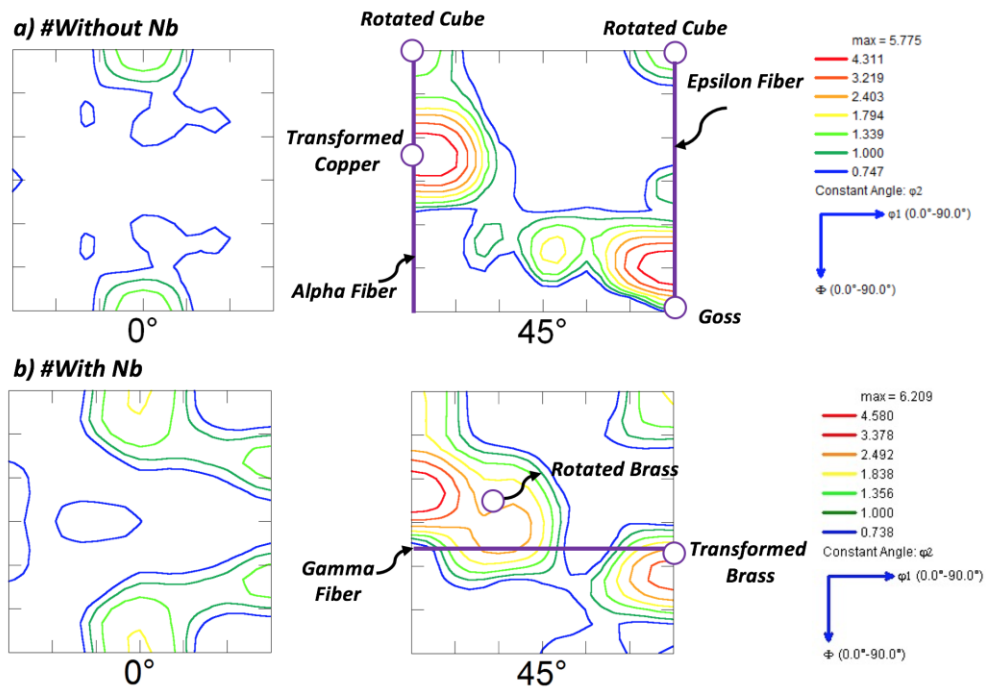 a) #Without Nb
Rotated Cube
Rotated Cube
Epsilon Fiber
Transformed
Copper
Alpha Fiber
Goss
0°
45°
max = 5.775
4.311
3.219
2.403
1.794
1.339
1.000
0.747
Constant Angle: φ2
φ1 (0.0°-90.0°)
Φ (0.0°-90.0°)
b) #With Nb
Rotated Brass
Gamma
Fiber
Transformed
Brass
0°
45°
max = 6.209
4.580
3.378
2.492
1.838
1.356
1.000
0.738
Constant Angle: φ2
φ1 (0.0°-90.0°)
Φ (0.0°-90.0°)